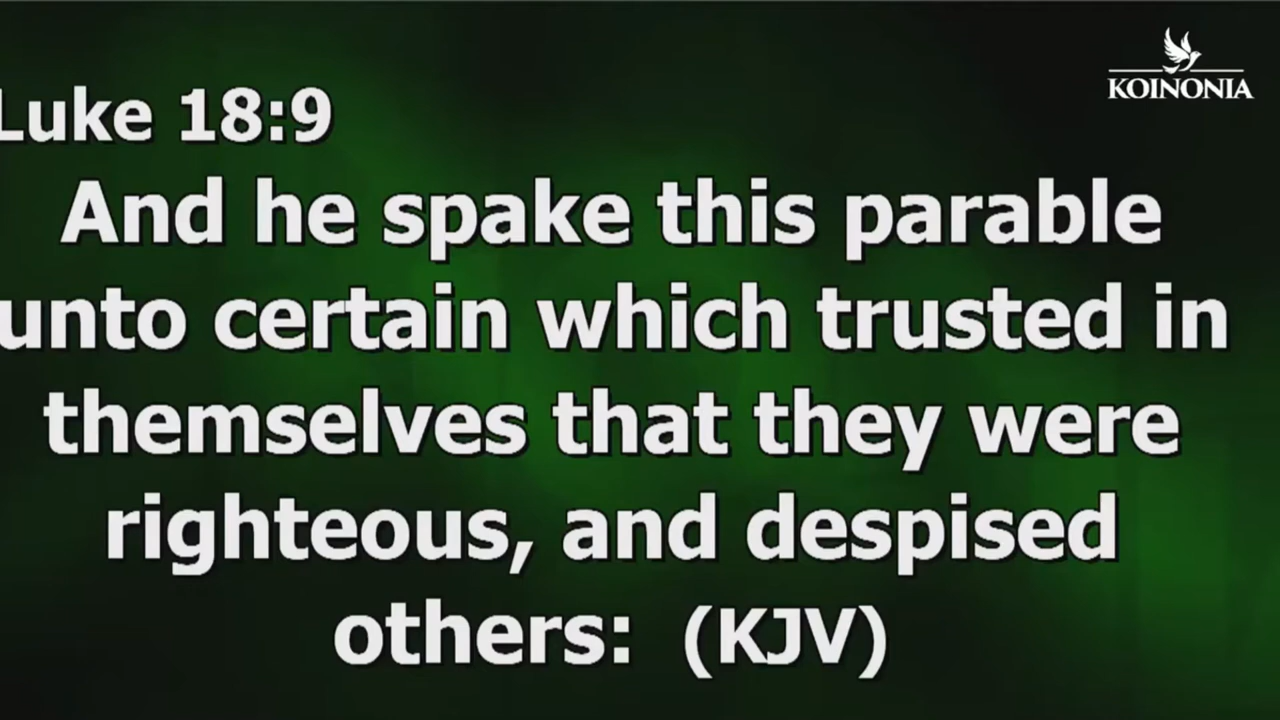 KOINONIA
Luke 18:9
And he spake this parable
unto certain which trusted in
themselves that they were
righteous, and despised
others: (KJV)